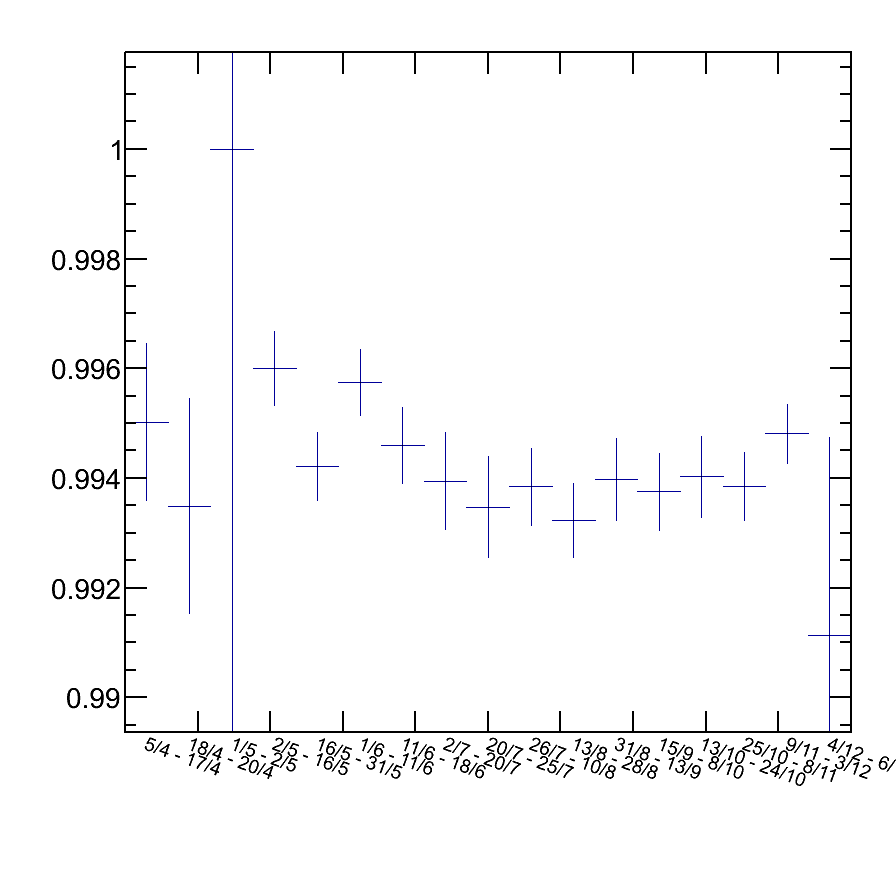 1
0.998
0.996
0.994
0.992
0.99
5/4 - 17/4
18/4 - 20/4
1/5 - 2/5
2/5 - 16/5
16/5 - 31/5
1/6 - 11/6
11/6 - 18/6
2/7 - 20/7
20/7 - 25/7
26/7 - 10/8
13/8 - 28/8
31/8 - 13/9
15/9 - 8/10
13/10 - 24/10
25/10 - 8/11
9/11 - 3/12
4/12 - 6/